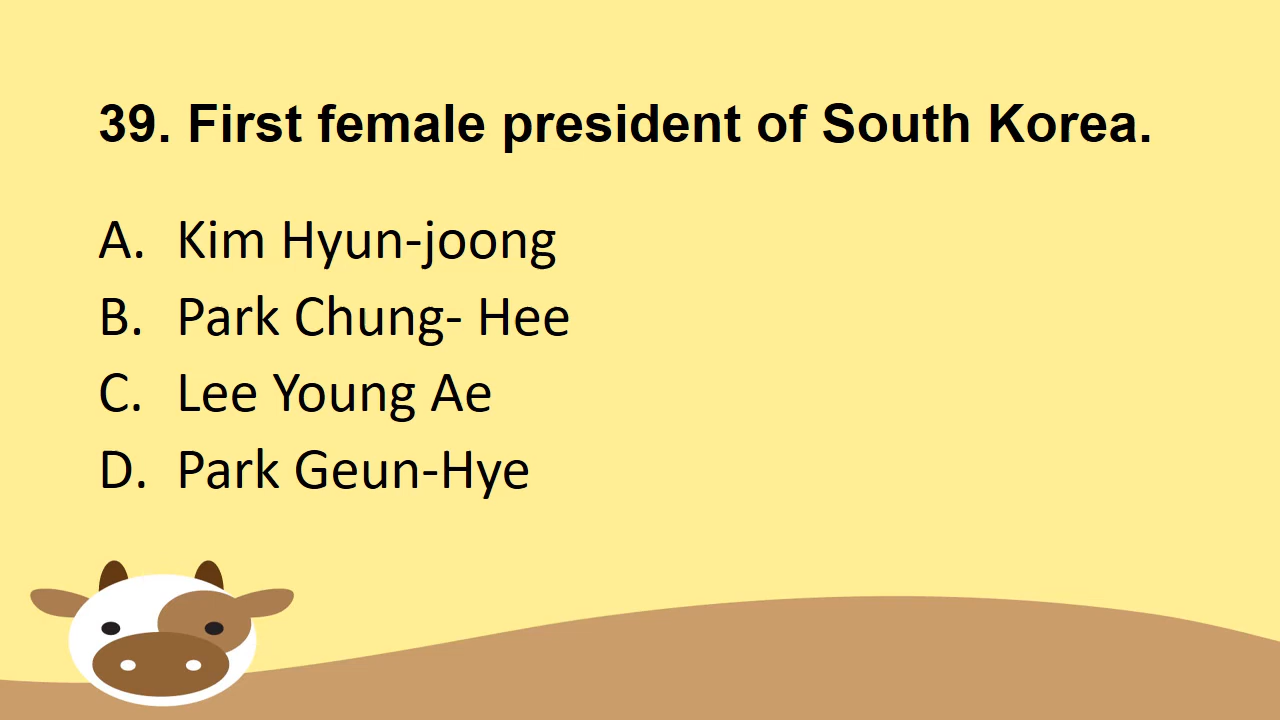 39. First female president of South Korea.
A. Kim Hyun-joong
B. Park Chung- Hee
C. Lee Young Ae
D. Park Geun-Hye